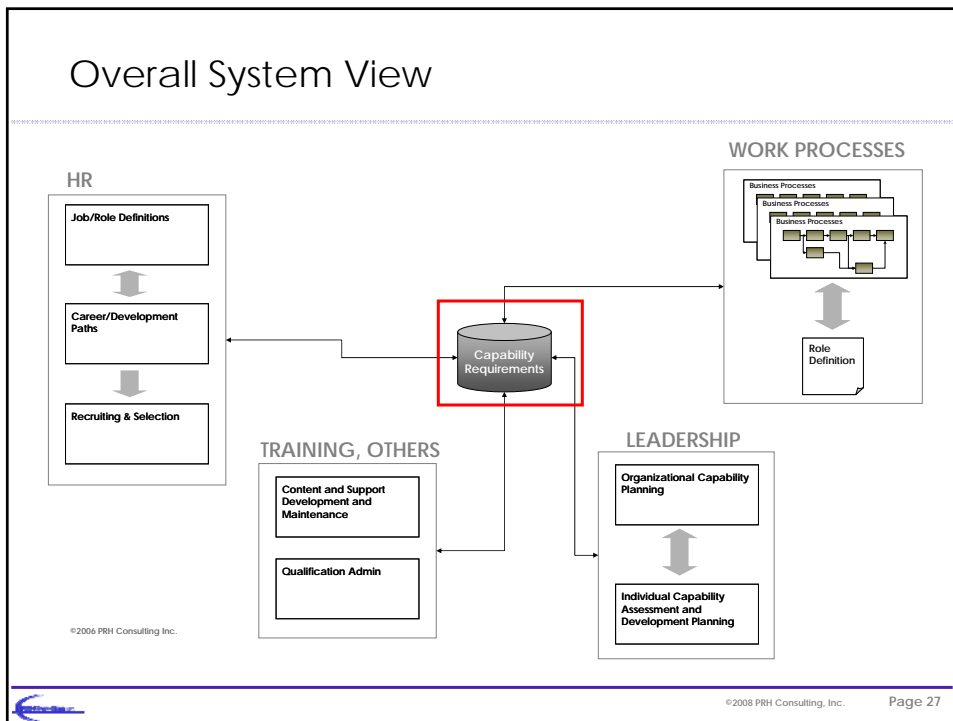 Overall System View
HR
Job/Role Definitions
Career/Development
Paths
Recruiting & Selection
WORK PROCESSES
Business Processes
Business Processes
Business Processes
Role
Definition
Capability
Requirements
TRAINING, OTHERS
Content and Support
Development and
Maintenance
Qualification Admin
LEADERSHIP
Organizational Capability
Planning
Individual Capability
Assessment and
Development Planning
©2006 PRH Consulting Inc.
©2008 PRH Consulting, Inc.
Page 27